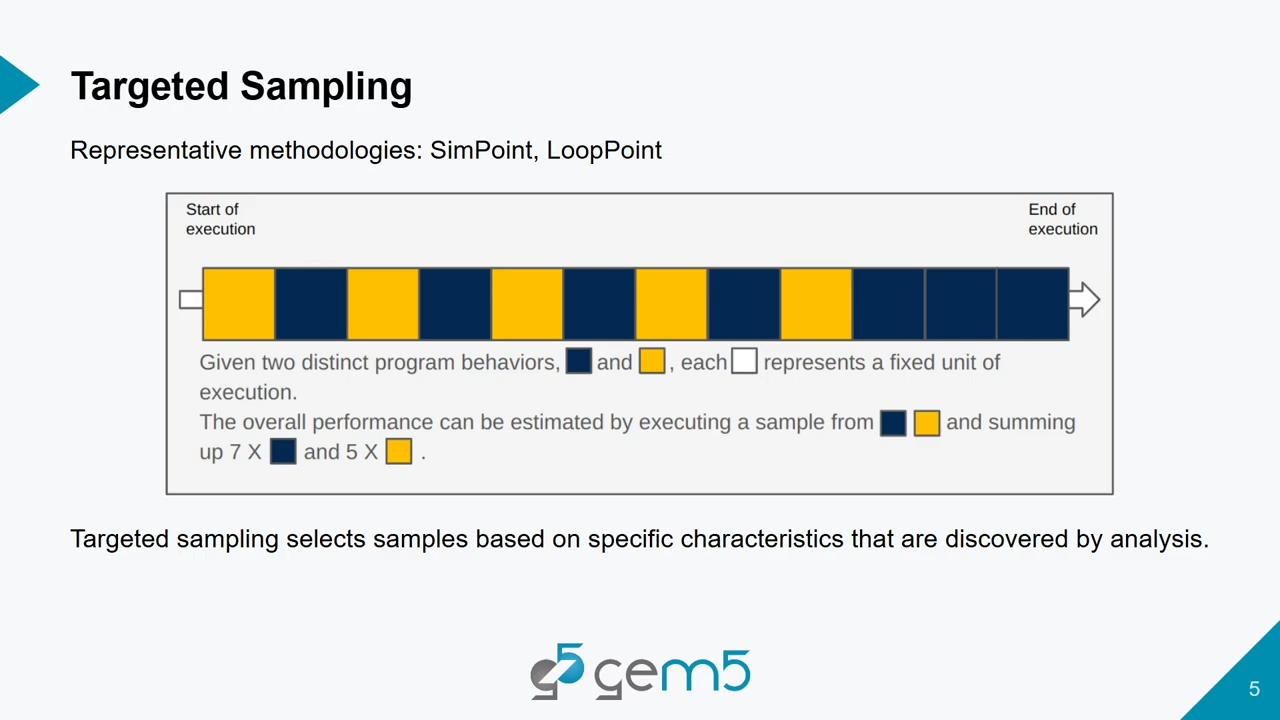 Targeted Sampling
Representative methodologies: SimPoint, LoopPoint
Start of
execution
End of
execution
Given two distinct program behaviors, and , each represents a fixed unit of
execution.
The overall performance can be estimated by executing a sample from and summing
up 7 X and 5 X .
Targeted sampling selects samples based on specific characteristics that are discovered by analysis.
g5 gem5
5